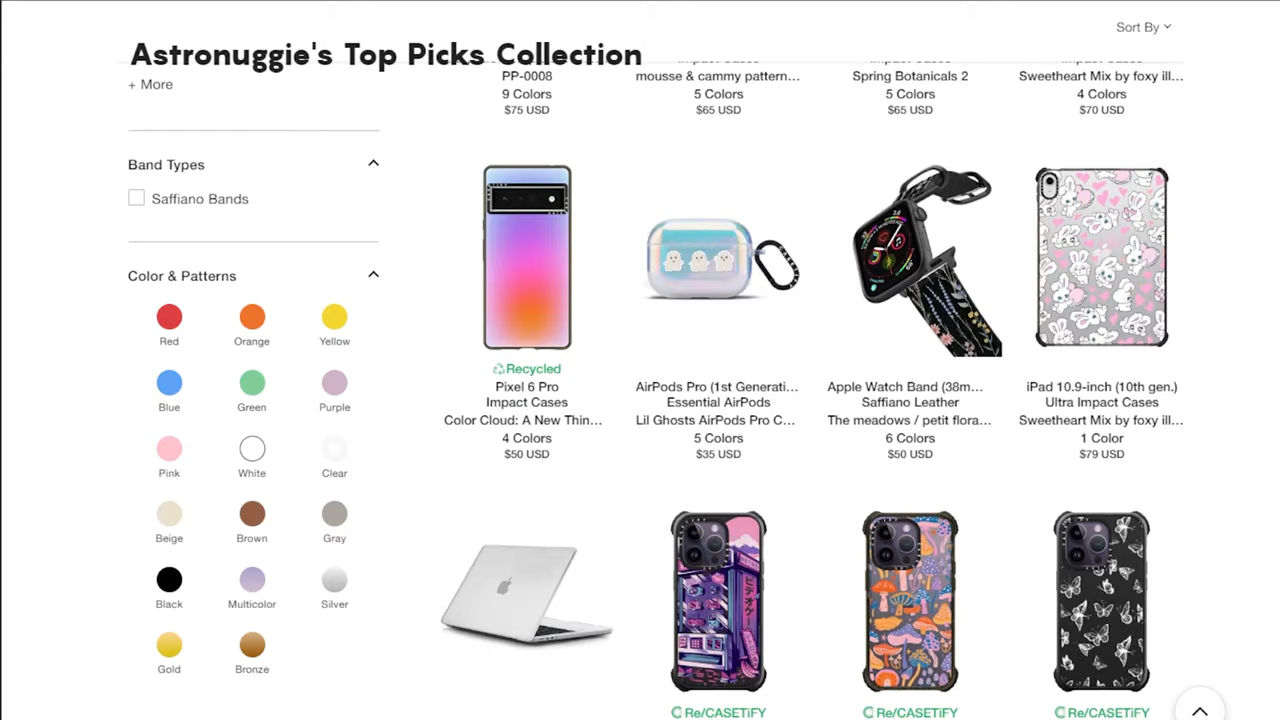 Sort By
Astronuggie's Top Picks Collection
+ More
PP-0008
9 Colors
$75 USD
mousse & cammy pattern...
5 Colors
$65 USD
Spring Botanicals 2
5 Colors
$65 USD
Sweetheart Mix by foxy ill...
4 Colors
$70 USD
Band Types
Saffiano Bands
Color & Patterns
Red
Orange
Yellow
Blue
Green
Purple
Pink
White
Clear
Beige
Brown
Gray
Black
Multicolor
Silver
Gold
Bronze
Recycled
Pixel 6 Pro
Impact Cases
Color Cloud: A New Thin...
4 Colors
$50 USD
AirPods Pro (1st Generati...
Essential AirPods
Lil Ghosts AirPods Pro C...
5 Colors
$35 USD
Apple Watch Band (38m...
Saffiano Leather
The meadows / petit flora...
6 Colors
$50 USD
iPad 10.9-inch (10th gen.)
Ultra Impact Cases
Sweetheart Mix by foxy ill...
1 Color
$79 USD
ビデオゲー
Re/CASETiFY
Re/CASETiFY
Re/CASETiFY